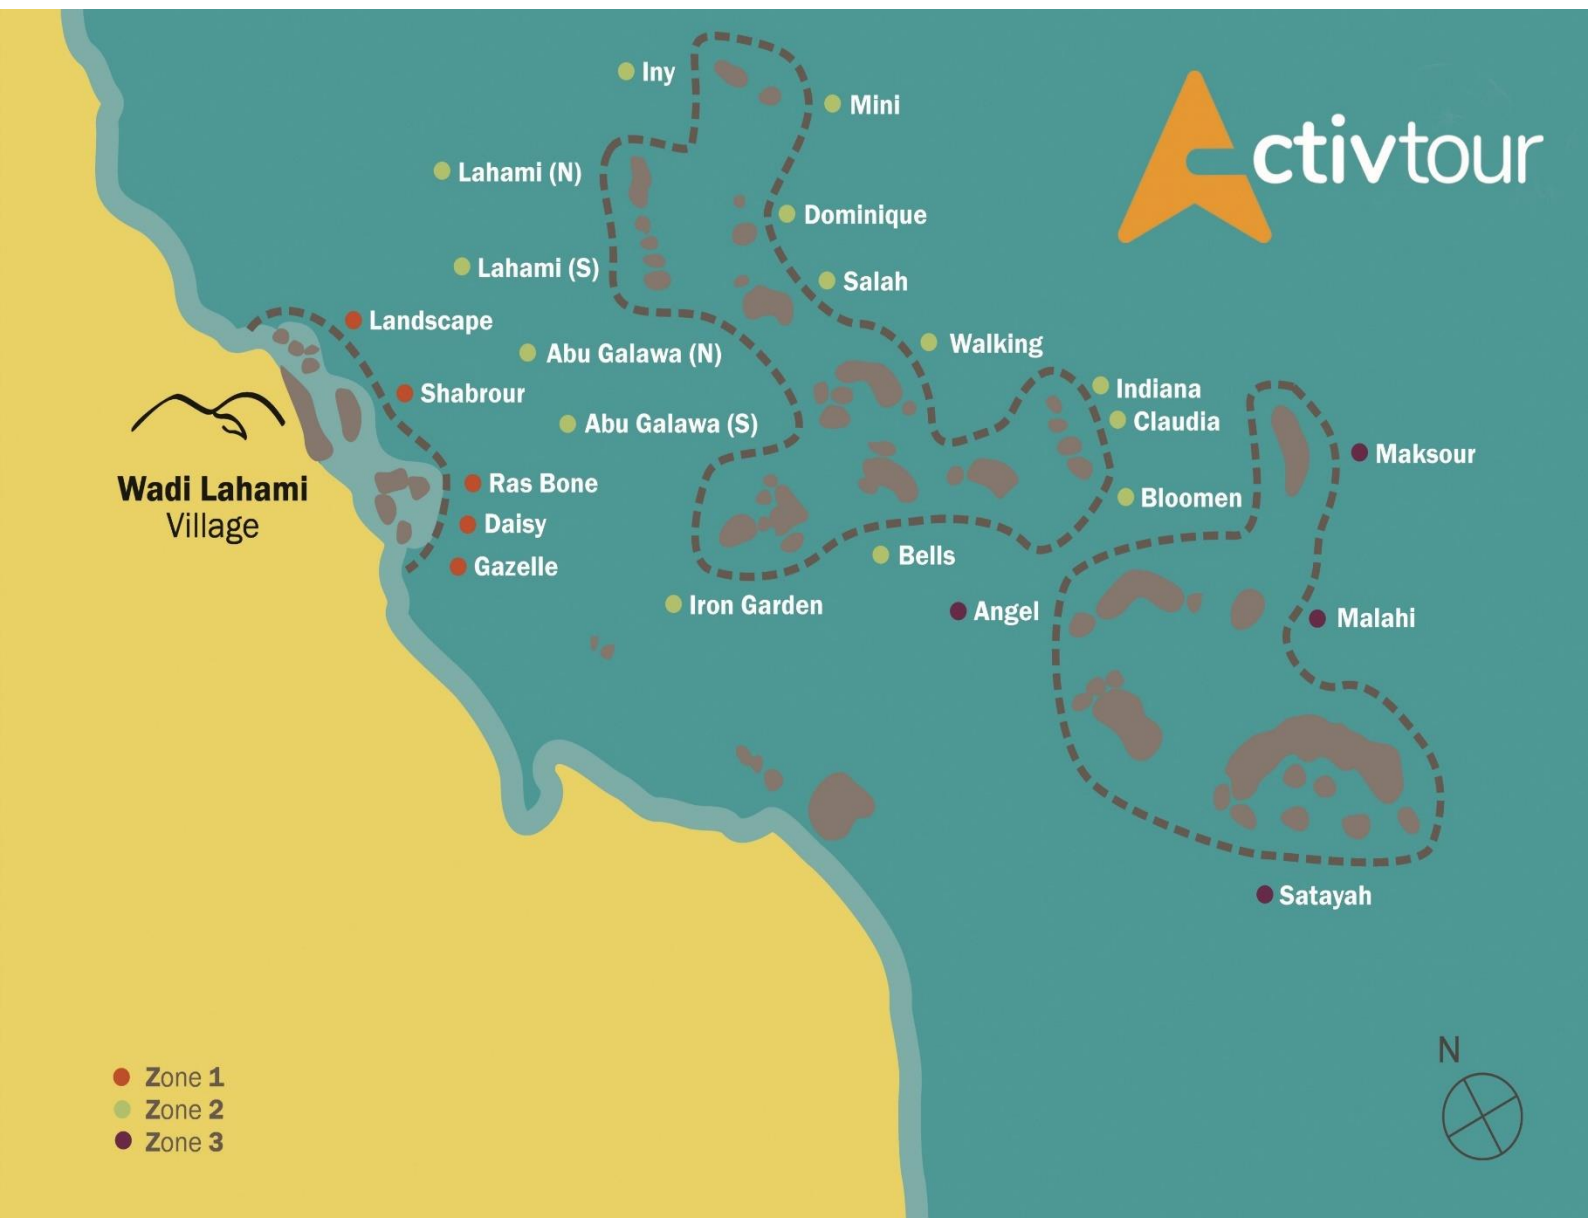 Iny
Mini
ctivtour
Lahami (N)
Dominique
Lahami (S)
Salah
Landscape
Walking
Abu Galawa (N)
Indiana
Shabrour
Claudia
Abu Galawa (S)
Maksour
Wadi Lahami
Village
Ras Bone
Bloomen
Daisy
Bells
Gazelle
Iron Garden
Angel
Malahi
Satayah
N
Zone 1
Zone 2
Zone 3